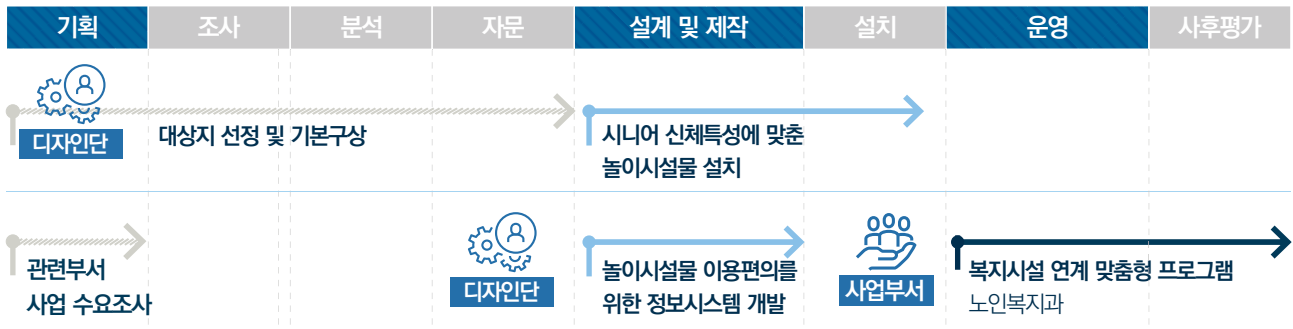 기획 조사 분석 자문 설계 및 제작 설치 운영 사후평가
디자인단
대상지 선정 및 기본구상
시니어 신체특성에 맞춘
놀이시설물 설치
관련부서
사업 수요조사
디자인단
놀이시설물 이용편의를
위한 정보시스템 개발
사업부서
복지시설 연계 맞춤형 프로그램
노인복지과